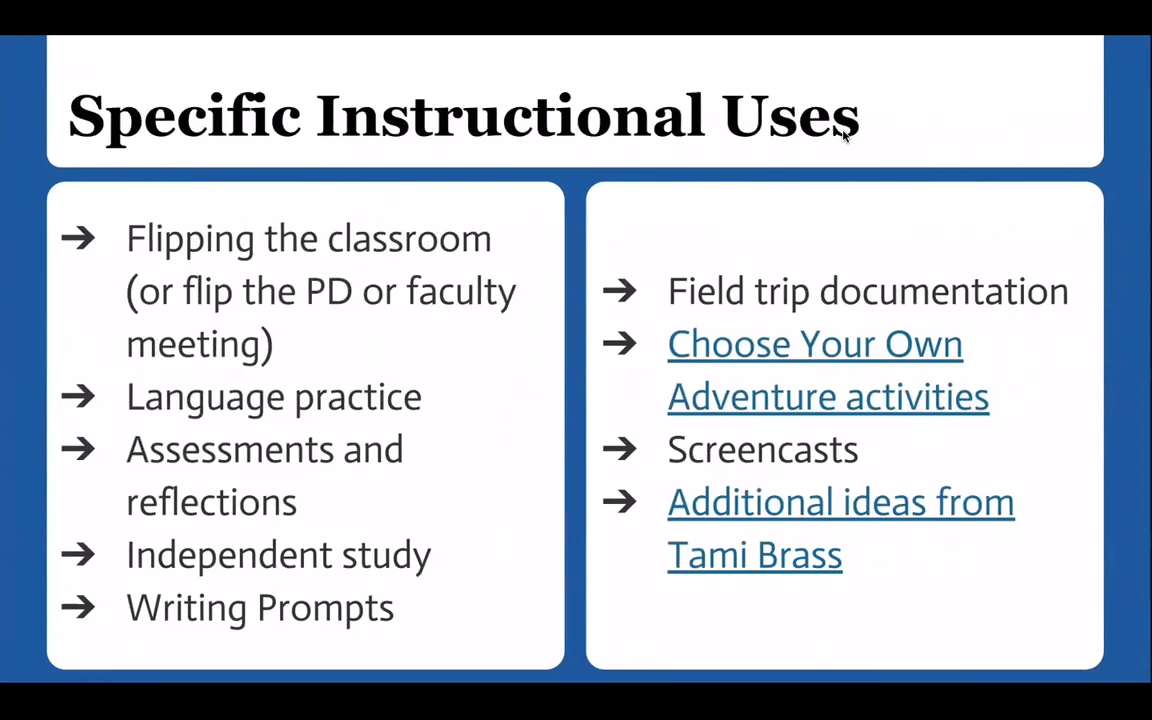 Specific Instructional Uses
➔ Flipping the classroom
(or flip the PD or faculty
meeting)
➔ Language practice
➔ Assessments and
reflections
➔ Independent study
➔ Writing Prompts
➔ Field trip documentation
➔ Choose Your Own
Adventure activities
➔ Screencasts
➔ Additional ideas from
Tami Brass